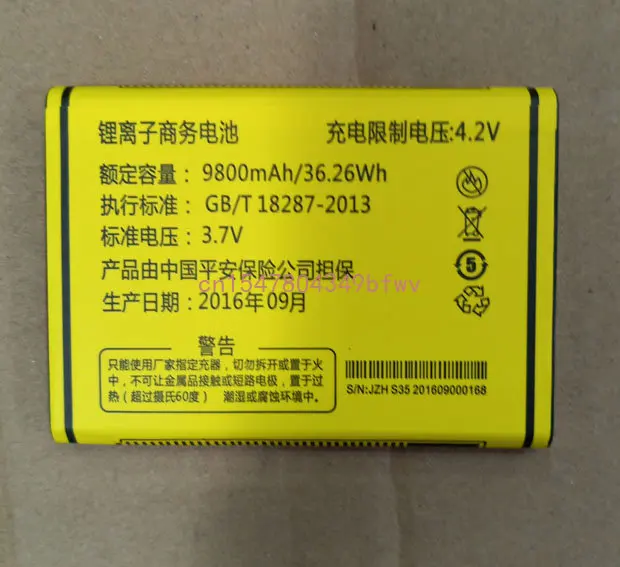 锂离子商务电池 充电限制电压:4.2V
额定容量: 9800mAh/36.26Wh
执行标准: GB/T 18287-2013
标准电压: 3.7V
产品由中国平安保险公司担保
cn1547804349bfwv
生产日期: 2016年09月
5
警告
只能使用厂家指定充器，切勿拆开或置于火
中，不可让金属品接触或短路电极，置于过
热（超过摄氏60度） 潮湿或腐蚀环境中.
S/N:JZH S35 201609000168